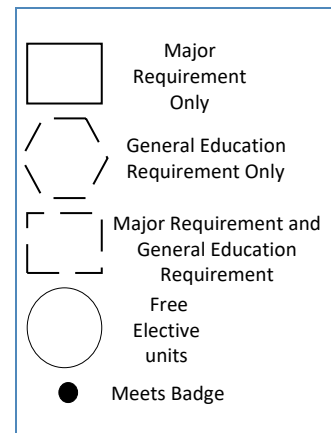 Major
Requirement
Only
General Education
Requirement Only
Major Requirement and
General Education
Requirement
Free
Elective
units
Meets Badge